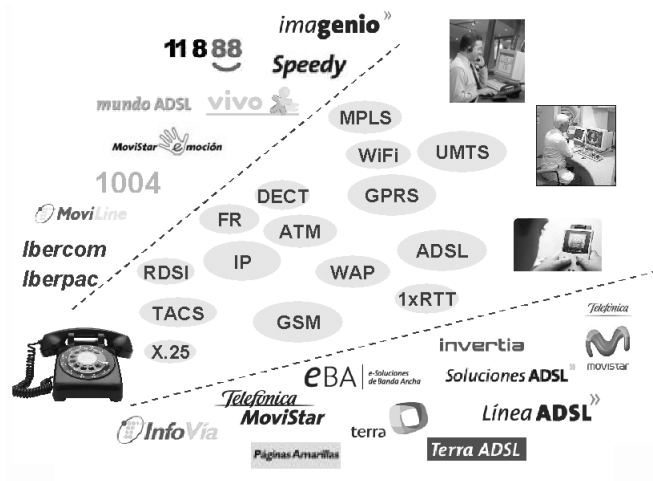 imagenio
11888
Speedy
mundo ADSL
vivo
MPLS
WiFi
UMTS
MoviStar e moción
1004
DECT
GPRS
MoviLine
FR
ATM
Ibercom
Iberpac
RDSI
IP
WAP
ADSL
TACS
GSM
1xRTT
X.25
Telefónica
movistar
invertia
eBA
e-Soluciones
de Banda Ancha
Soluciones ADSL
Telefónica
MoviStar
InfoVía
terra
Línea ADSL
Páginas Amarillas
Terra ADSL